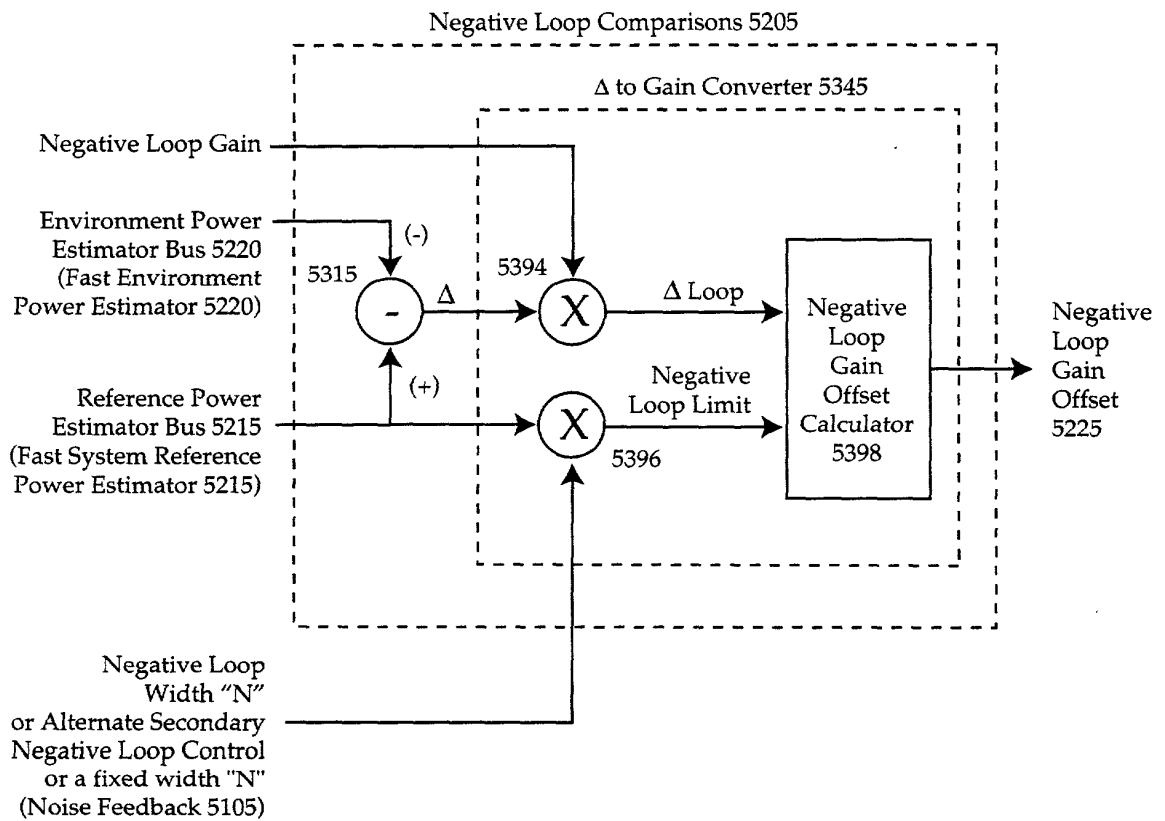 Negative Loop Comparisons 5205
Δ to Gain Converter 5345
Negative Loop Gain
Environment Power
Estimator Bus 5220
(Fast Environment
Power Estimator 5220)
(-)
5315
-
Δ
5394
X
Δ Loop
Reference Power
Estimator Bus 5215
(Fast System Reference
Power Estimator 5215)
(+)
X
5396
Negative
Loop Limit
Negative
Loop
Gain
Offset
Calculator
5398
Negative
Loop
Gain
Offset
5225
Negative Loop
Width "N"
or Alternate Secondary
Negative Loop Control
or a fixed width "N"
(Noise Feedback 5105)